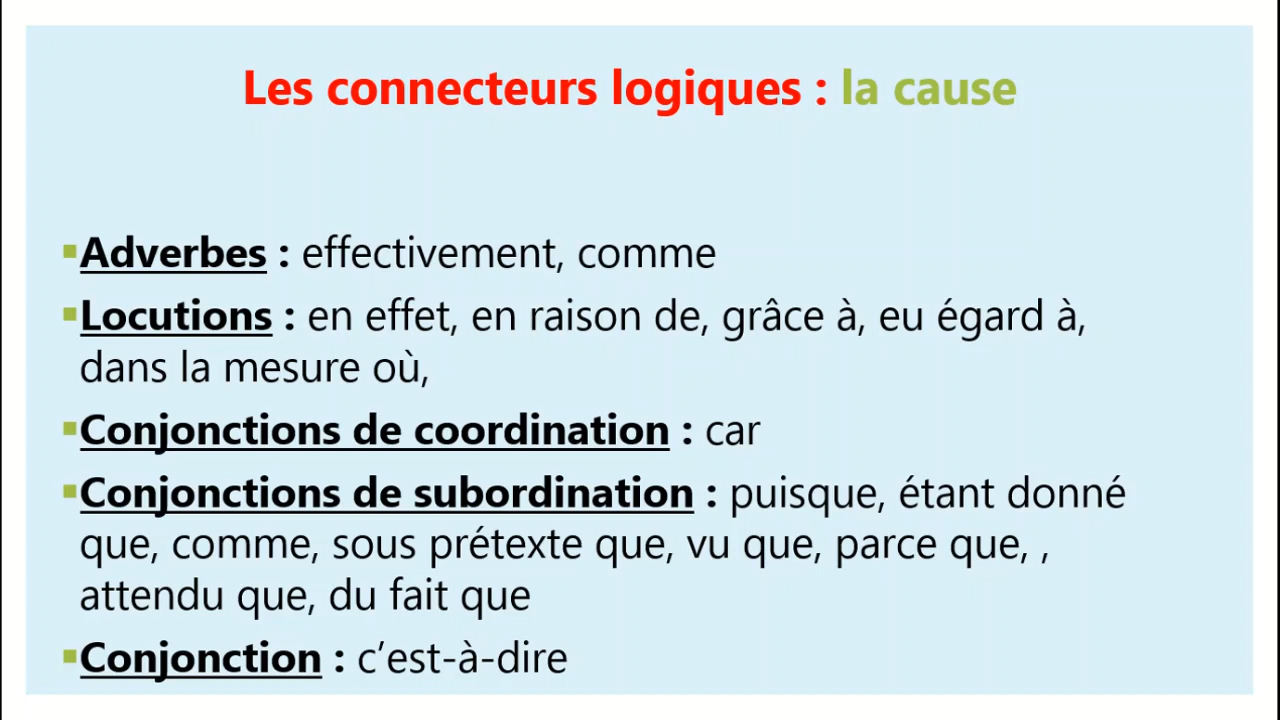 Les connecteurs logiques : la cause
▪Adverbes : effectivement, comme
▪Locutions : en effet, en raison de, grâce à, eu égard à,
dans la mesure où,
▪Conjonctions de coordination : car
▪Conjonctions de subordination : puisque, étant donné
que, comme, sous prétexte que, vu que, parce que, ,
attendu que, du fait que
▪Conjonction : c’est-à-dire